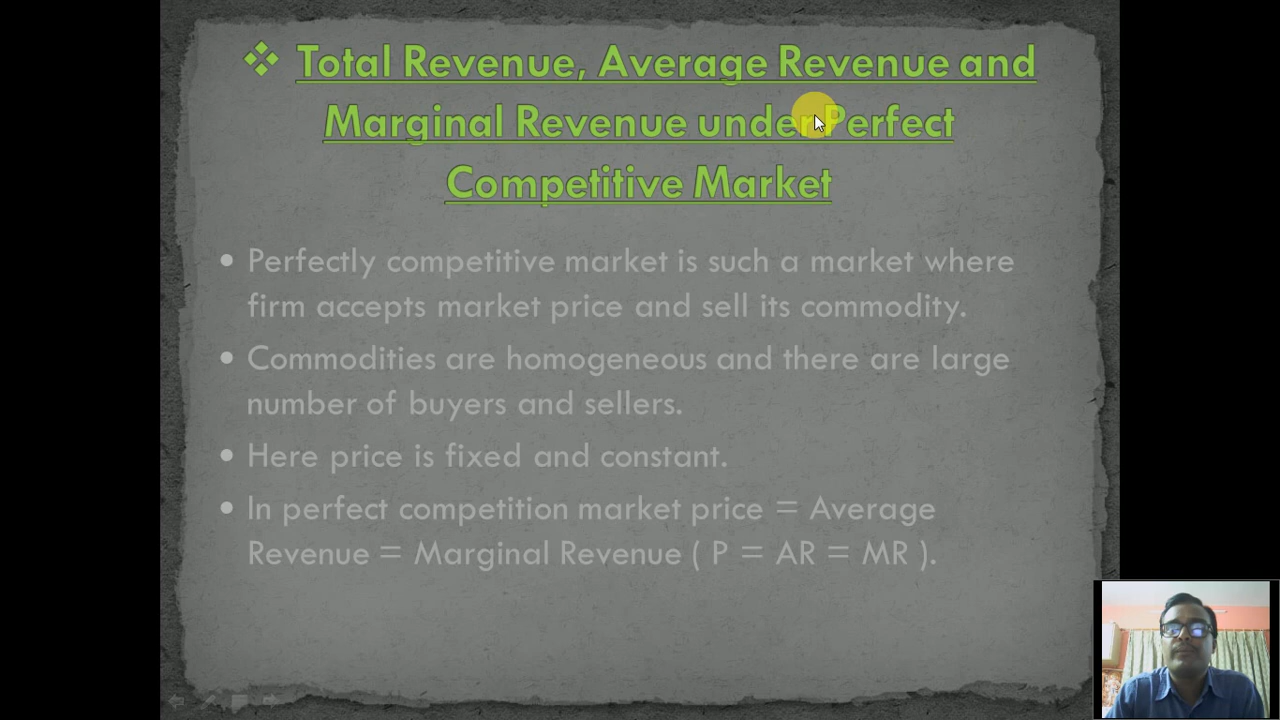 ❖ Total Revenue, Average Revenue and
Marginal Revenue under Perfect
Competitive Market
• Perfectly competitive market is such a market where
firm accepts market price and sell its commodity.
• Commodities are homogeneous and there are large
number of buyers and sellers.
• Here price is fixed and constant.
• In perfect competition market price = Average
Revenue = Marginal Revenue ( P = AR = MR ).